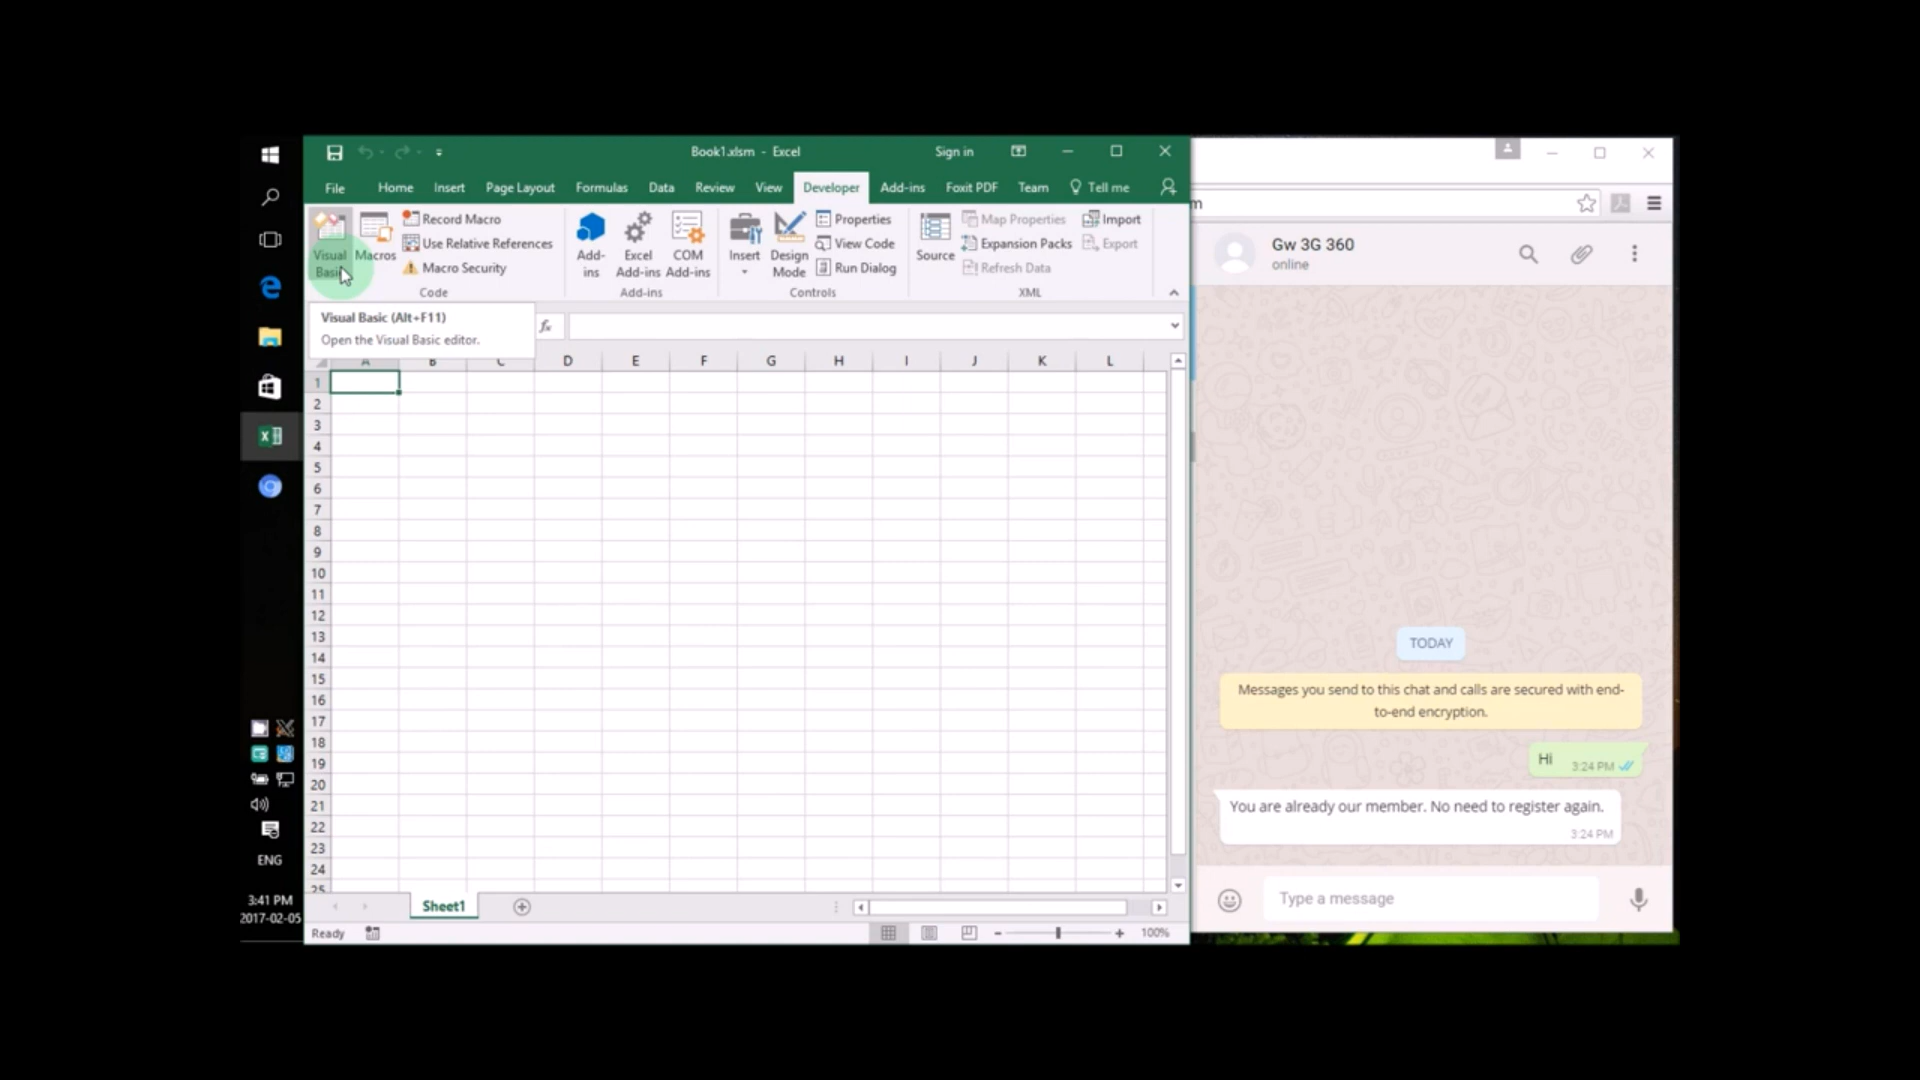 Book1.xlsm - Excel
Sign in
File Home Insert Page Layout Formulas Data Review View Developer Add-ins Foxit PDF Team Tell me
Visual Basic
Macros
Record Macro
Use Relative References
Macro Security
Code
Add-ins
Excel Add-ins
COM Add-ins
Add-ins
Insert
Design Mode
Properties
View Code
Run Dialog
Controls
Source
Map Properties
Expansion Packs
Refresh Data
Import
Export
XML
Visual Basic (Alt+F11)
Open the Visual Basic editor.
fx
A B C D E F G H I J K L
1
2
3
4
5
6
7
8
9
10
11
12
13
14
15
16
17
18
19
20
21
22
23
24
25
Sheet1
Ready
100%
ENG
3:41 PM
2017-02-05
m
Gw 3G 360
online
TODAY
Messages you send to this chat and calls are secured with end-
to-end encryption.
Hi 3:24 PM
You are already our member. No need to register again.
3:24 PM
Type a message